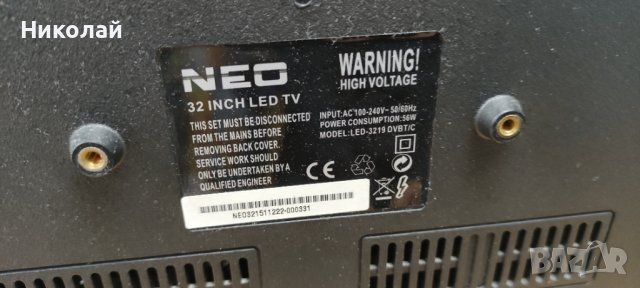 Николай
NEO
32 INCH LED TV
THIS SET MUST BE DISCONNECTED
FROM THE MAINS BEFORE
REMOVING BACK COVER.
SERVICE WORK SHOULD
ONLY BE UNDERTAKEN BY A
QUALIFIED ENGINEER
WARNING!
HIGH VOLTAGE
INPUT:AC100-240V~50/60Hz
POWER CONSUMPTION:56W
MODEL:LED-3219 DVBT/C
CE
NEO321511222-000331
BAZAR